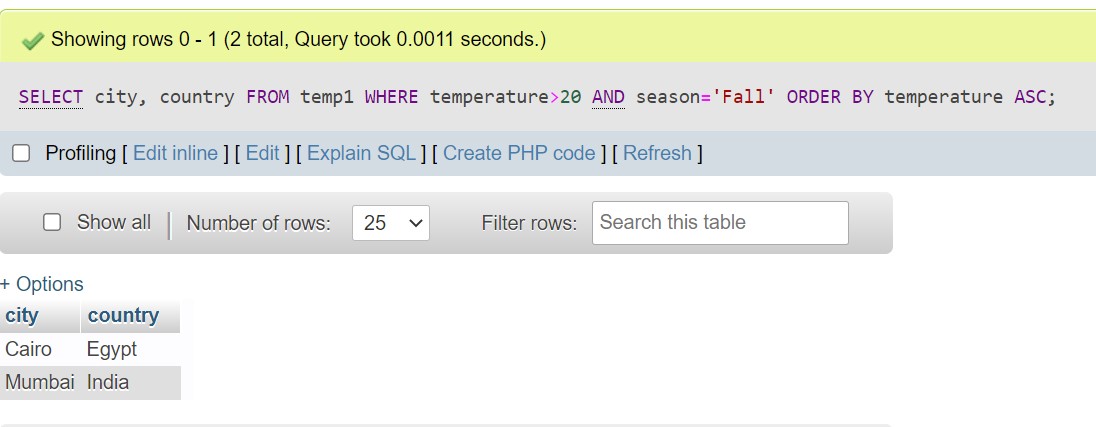 Showing rows 0 - 1 (2 total, Query took 0.0011 seconds.)
SELECT city, country FROM temp1 WHERE temperature>20 AND season='Fall' ORDER BY temperature ASC;
Profiling [ Edit inline ] [ Edit ] [ Explain SQL ] [ Create PHP code ] [ Refresh ]
Show all | Number of rows: 25 Filter rows: Search this table
+ Options
city country
Cairo Egypt
Mumbai India